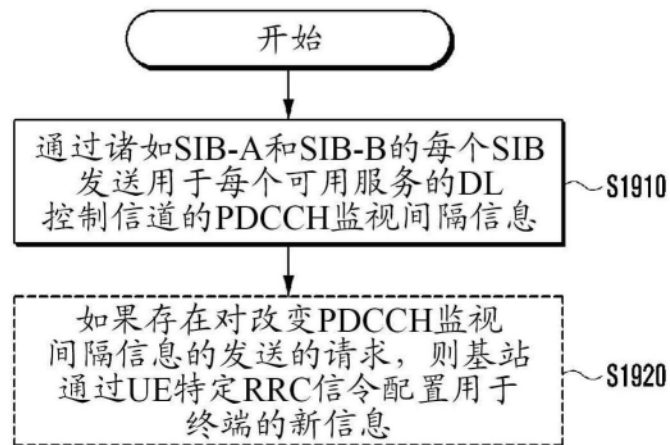 开始
通过诸如SIB-A和SIB-B的每个SIB
发送用于每个可用服务的DL
控制信道的PDCCH监视间隔信息
S1910
如果存在对改变PDCCH监视
间隔信息的发送的请求，则基站
通过UE特定RRC信令配置用于
终端的新信息
S1920